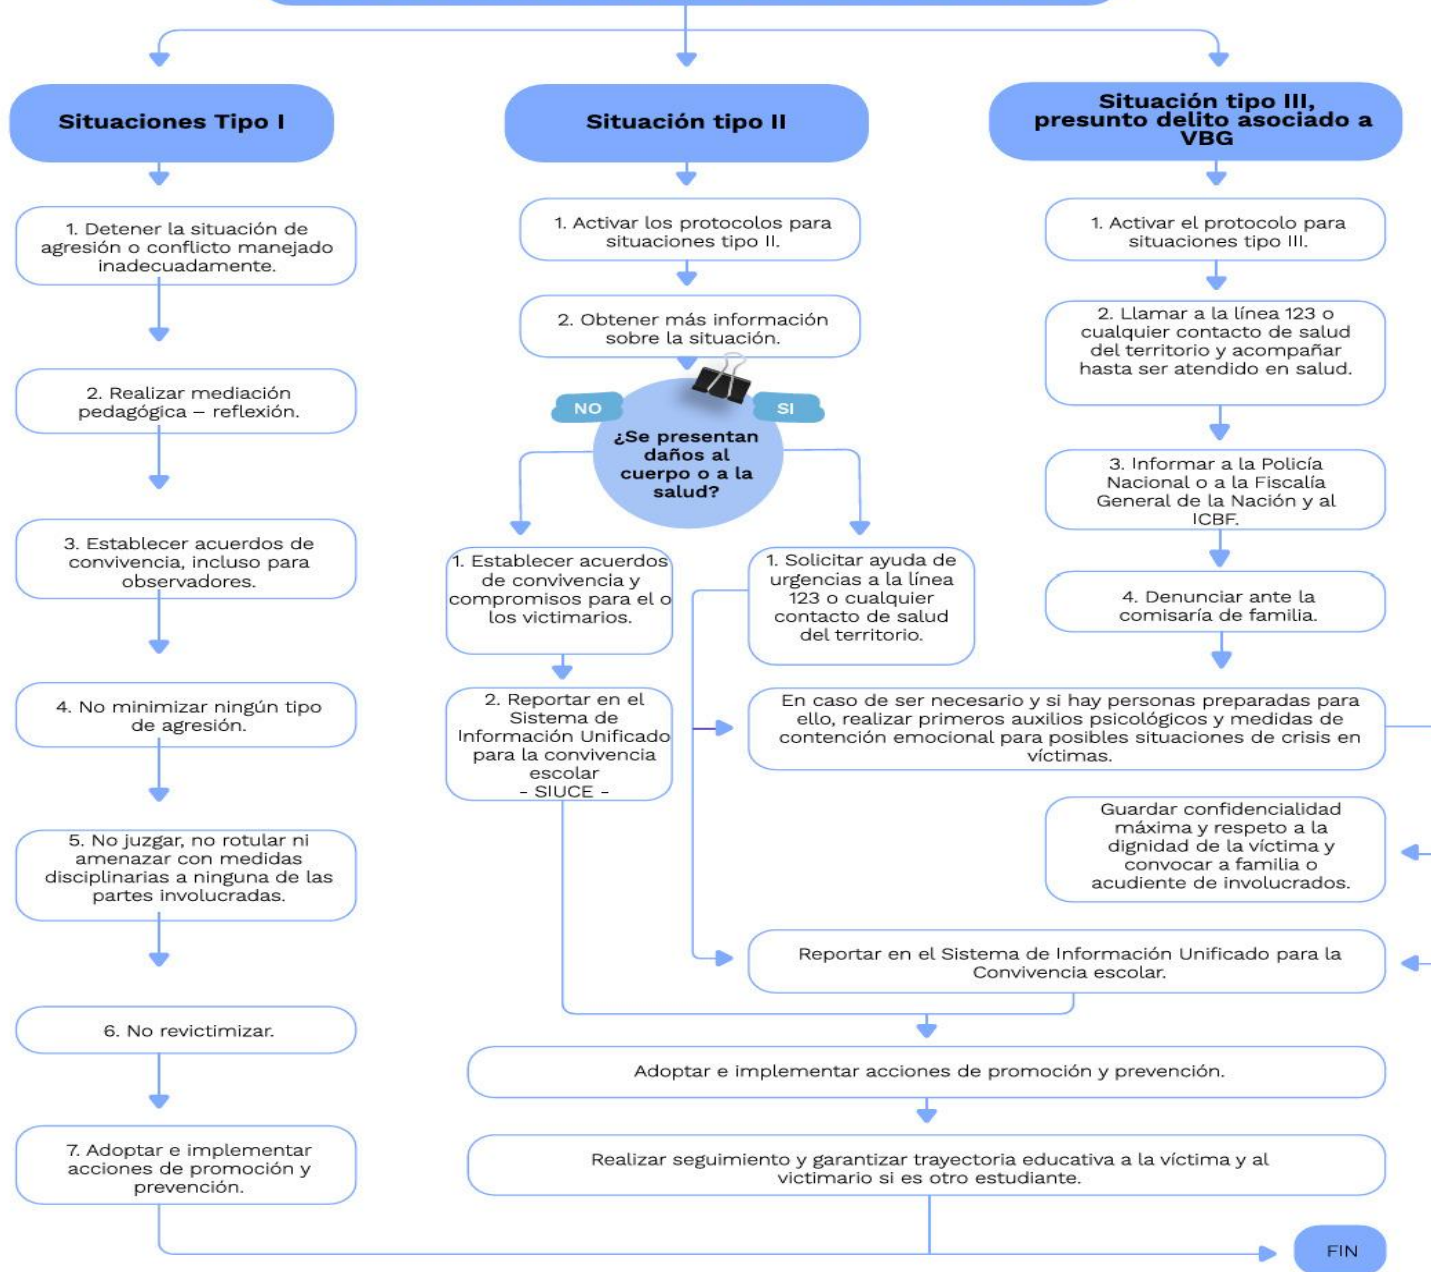 Situaciones Tipo I
1. Detener la situación de
agresión o conflicto manejado
inadecuadamente.
2. Realizar mediación
pedagógica – reflexión.
3. Establecer acuerdos de
convivencia, incluso para
observadores.
4. No minimizar ningún tipo
de agresión.
5. No juzgar, no rotular ni
amenazar con medidas
disciplinarias a ninguna de las
partes involucradas.
6. No revictimizar.
7. Adoptar e implementar
acciones de promoción y
prevención.
Situación tipo II
1. Activar los protocolos para
situaciones tipo II.
2. Obtener más información
sobre la situación.
NO
SI
¿Se presentan
daños al
cuerpo o a la
salud?
1. Establecer acuerdos
de convivencia y
compromisos para el o
los victimarios.
2. Reportar en el
Sistema de
Información Unificado
para la convivencia
escolar
- SIUCE -
1. Solicitar ayuda de
urgencias a la línea
123 o cualquier
contacto de salud
del territorio.
Situación tipo III,
presunto delito asociado a
VBG
1. Activar el protocolo para
situaciones tipo III.
2. Llamar a la línea 123 o
cualquier contacto de salud
del territorio y acompañar
hasta ser atendido en salud.
3. Informar a la Policía
Nacional o a la Fiscalía
General de la Nación y al
ICBF.
4. Denunciar ante la
comisaría de familia.
En caso de ser necesario y si hay personas preparadas para
ello, realizar primeros auxilios psicológicos y medidas de
contención emocional para posibles situaciones de crisis en
víctimas.
Guardar confidencialidad
máxima y respeto a la
dignidad de la víctima y
convocar a familia o
acudiente de involucrados.
Reportar en el Sistema de Información Unificado para la
Convivencia escolar.
Adoptar e implementar acciones de promoción y prevención.
Realizar seguimiento y garantizar trayectoria educativa a la víctima y al
victimario si es otro estudiante.
FIN